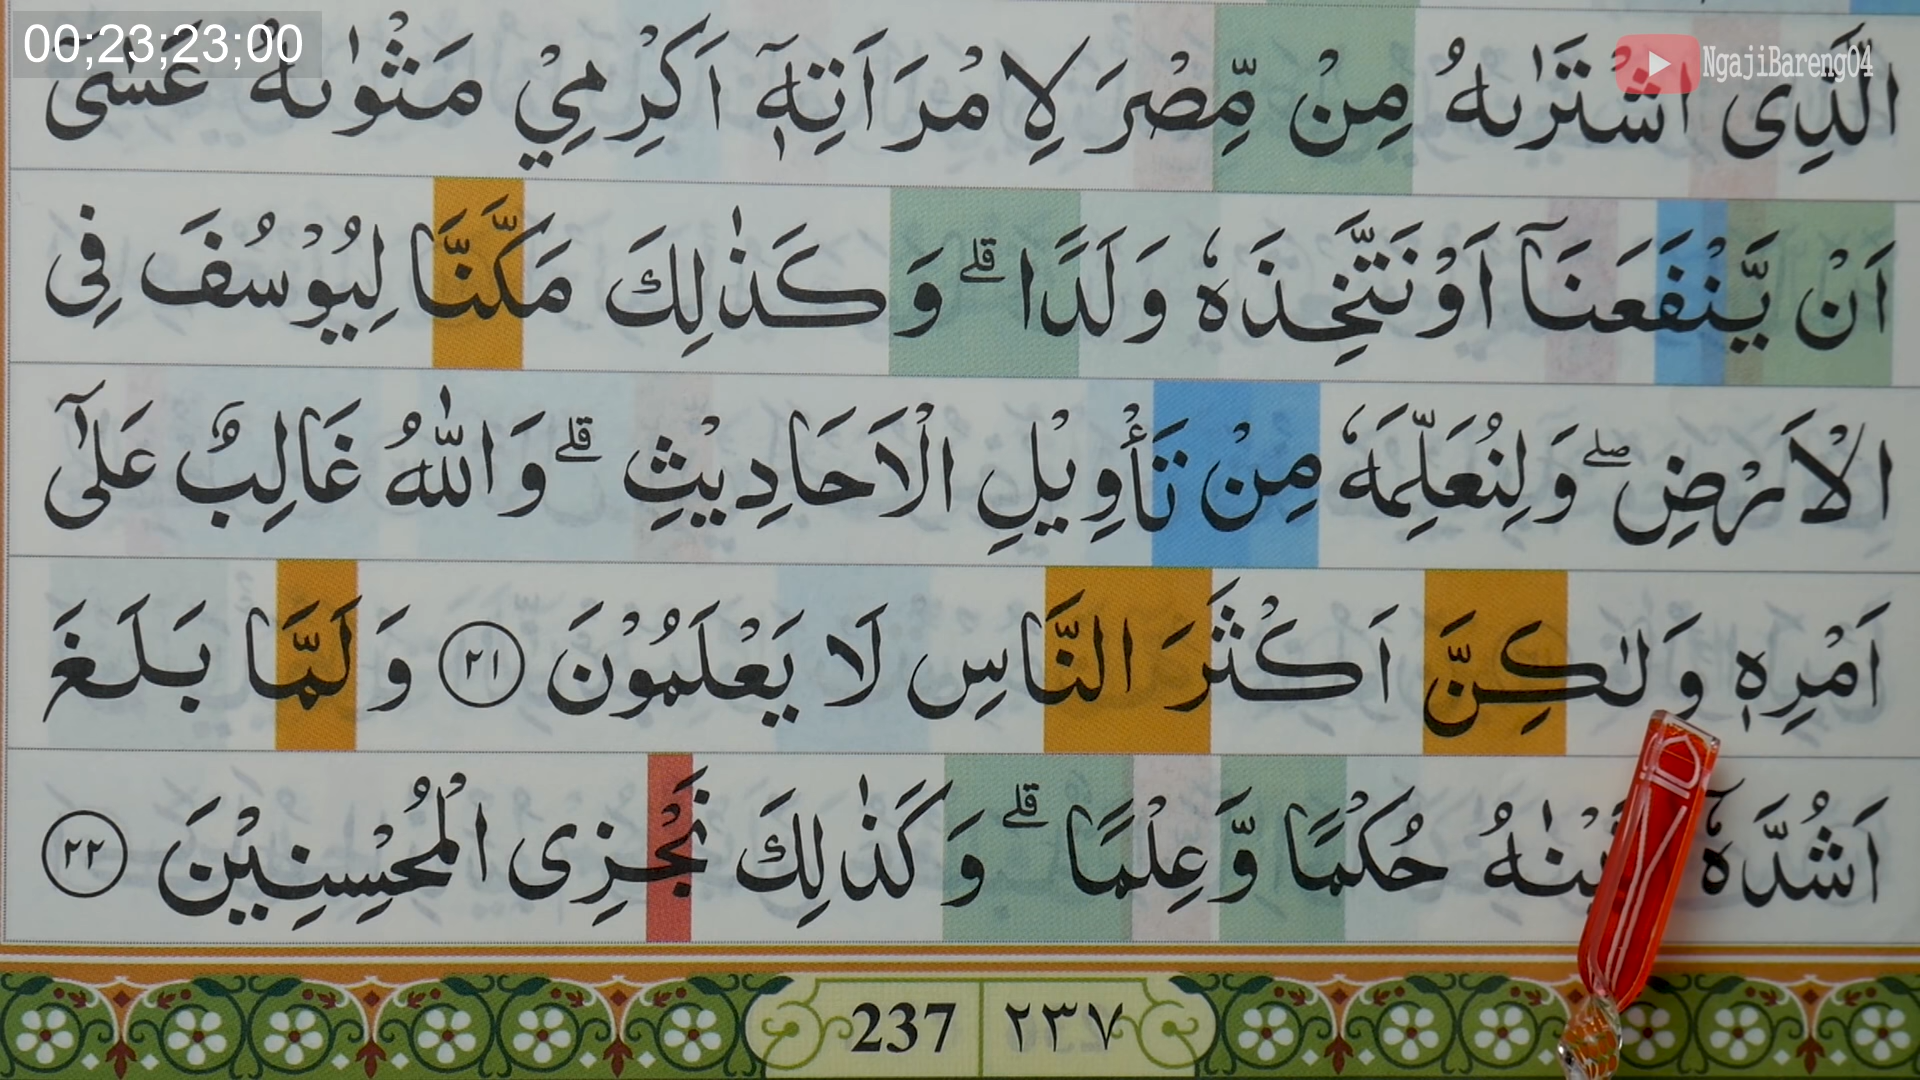 00;23;23;00
NgajiBareng04
الَّذِى اشْتَرٰىهُ مِنْ مِّصْرَ لِامْرَاَتِهٖٓ اَكْرِمِيْ مَثْوٰىهُ عَسٰٓى
اَنْ يَّنْفَعَنَآ اَوْ نَتَّخِذَهٗ وَلَدًا ۗ وَكَذٰلِكَ مَكَّنَّا لِيُوْسُفَ فِى
الْاَرْضِ ۖ وَلِنُعَلِّمَهٗ مِنْ تَأْوِيْلِ الْاَحَادِيْثِ ۗ وَاللّٰهُ غَالِبٌ عَلٰٓى
اَمْرِهٖ وَلٰكِنَّ اَكْثَرَ النَّاسِ لَا يَعْلَمُوْنَ ٢١ وَلَمَّا بَلَغَ
اَشُدَّهٗٓ حُكْمًا وَّعِلْمًا ۗ وَكَذٰلِكَ نَجْزِى الْمُحْسِنِيْنَ ٢٢
237 ٢٣٧